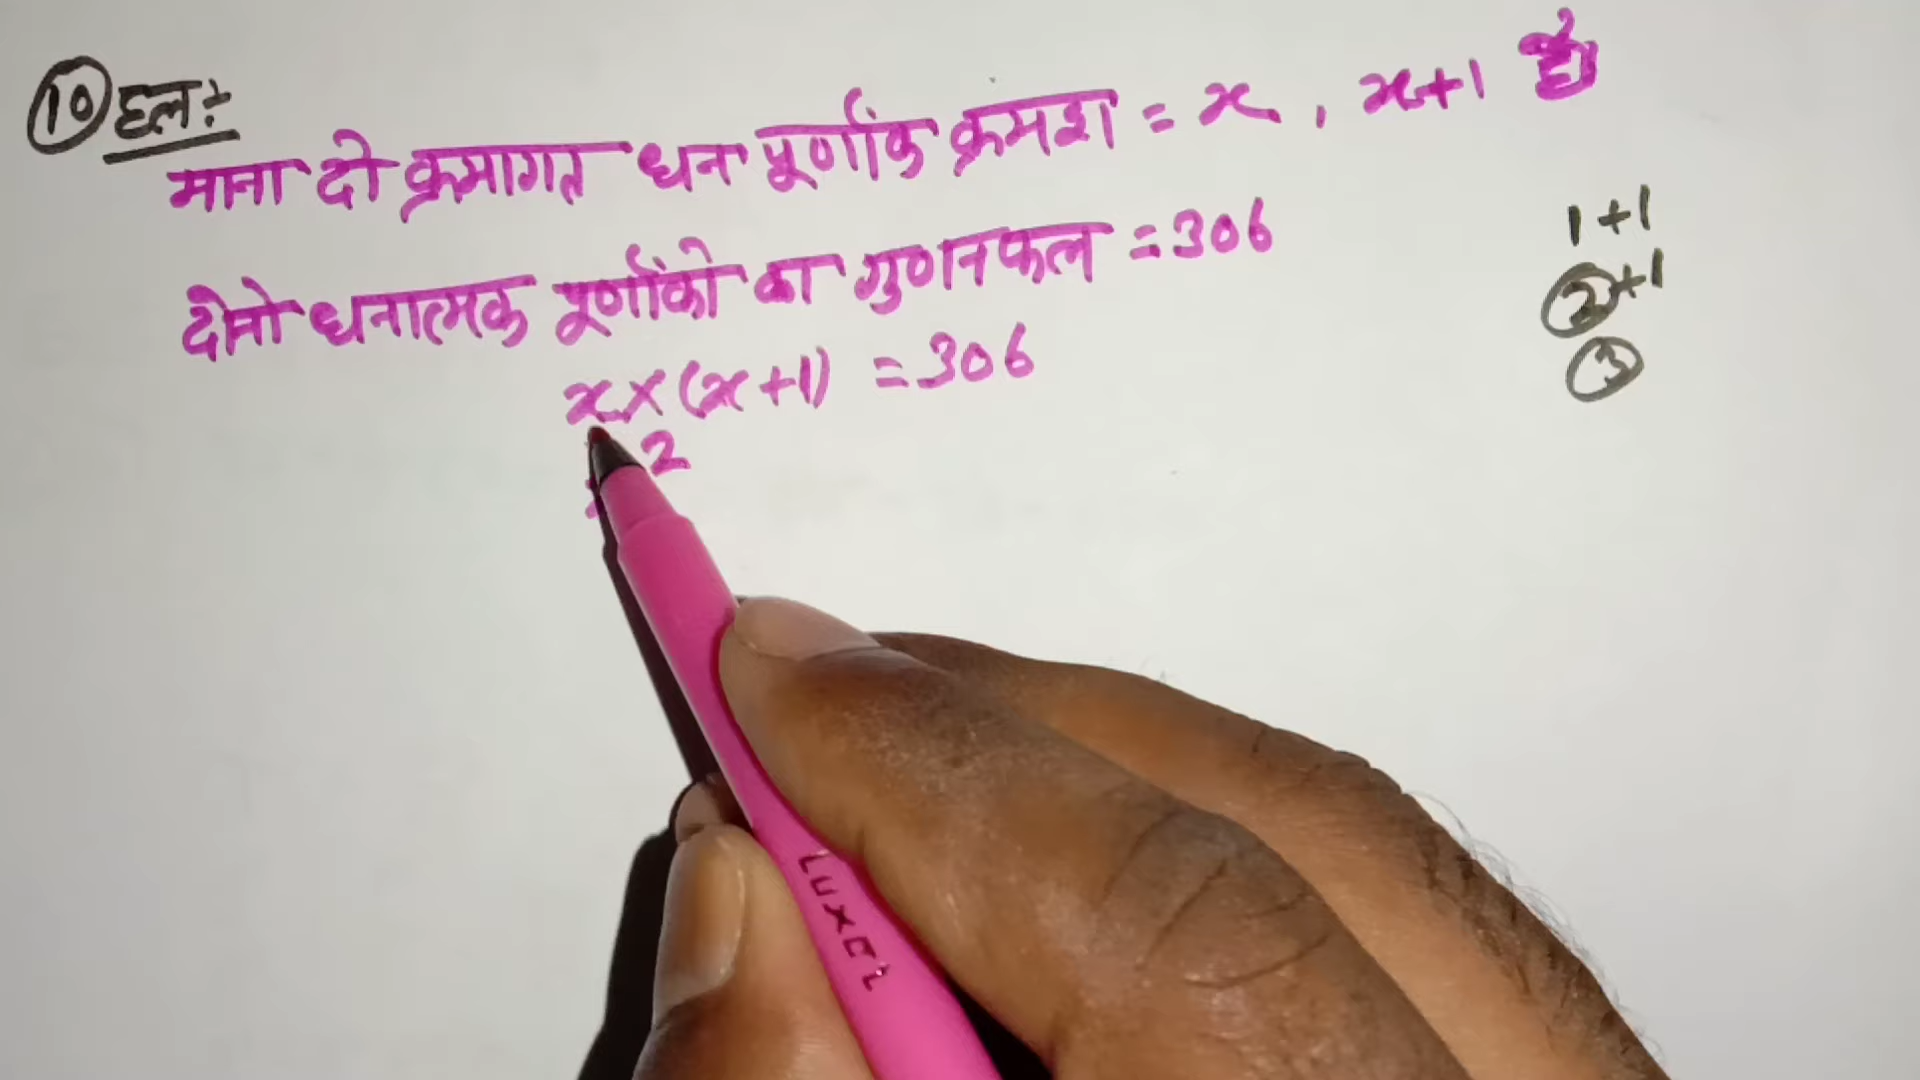 10 हल :-
माना दो क्रमागत धन पूर्णांक क्रमश = x , x+1 है।
दोनो धनात्मक पूर्णांको का गुणनफल = 306
x × (x+1) = 306
2
1+1
2+1
3
LUXOR